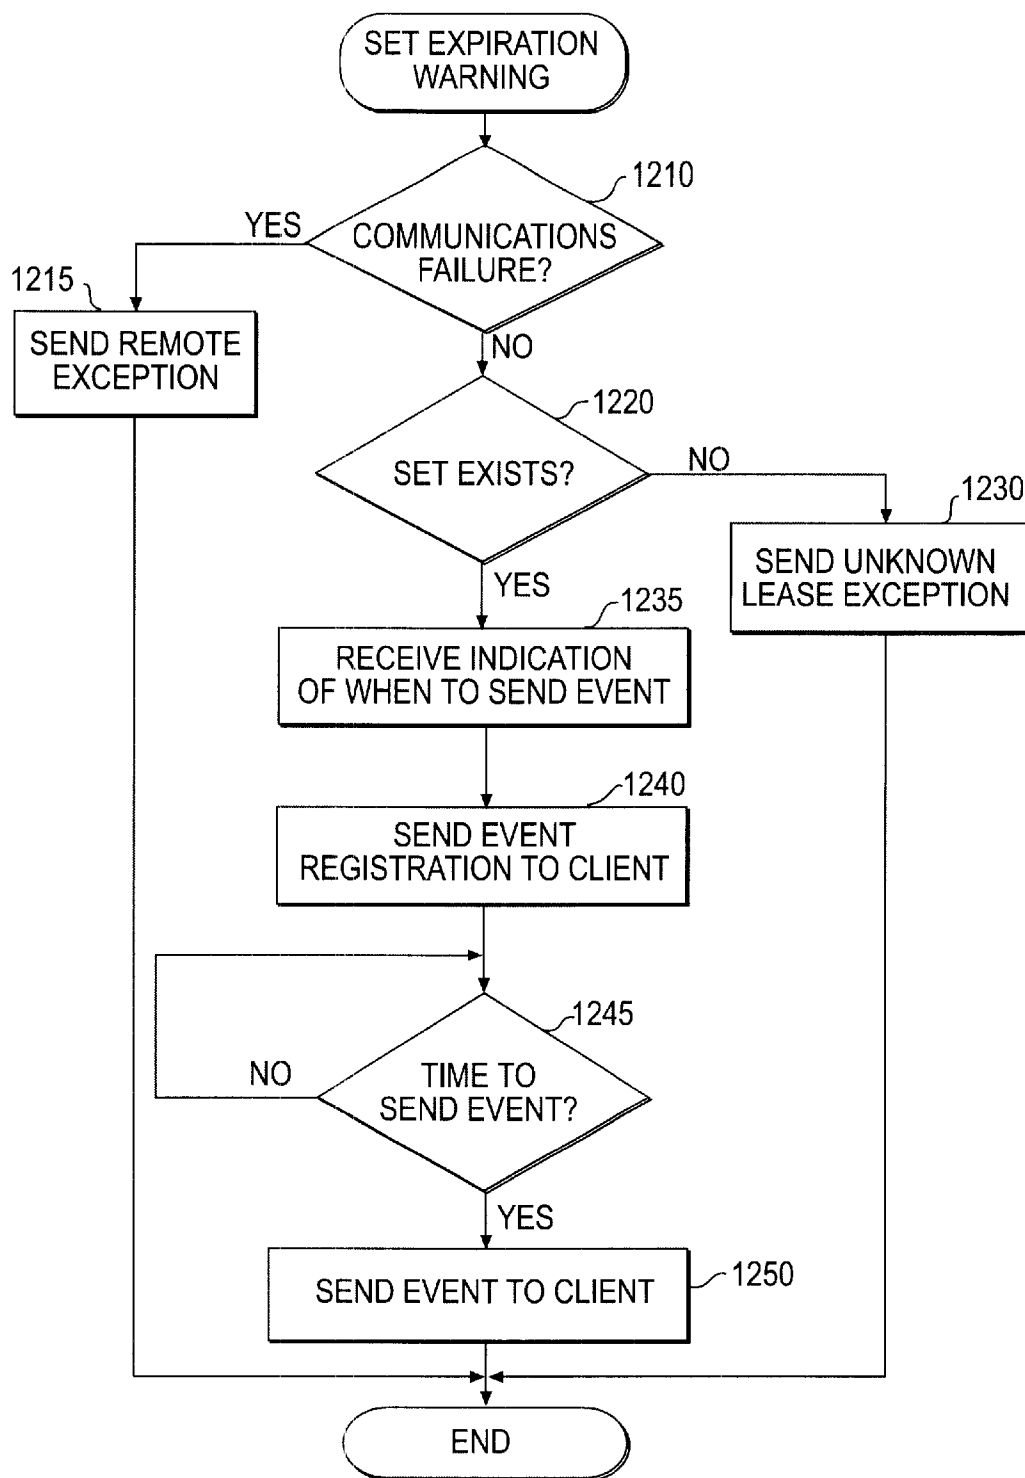 SET EXPIRATION
WARNING
1210
COMMUNICATIONS
FAILURE?
YES
1215
SEND REMOTE
EXCEPTION
NO
1220
SET EXISTS?
NO
1230
SEND UNKNOWN
LEASE EXCEPTION
YES
1235
RECEIVE INDICATION
OF WHEN TO SEND EVENT
1240
SEND EVENT
REGISTRATION TO CLIENT
1245
TIME TO
SEND EVENT?
NO
YES
1250
SEND EVENT TO CLIENT
END